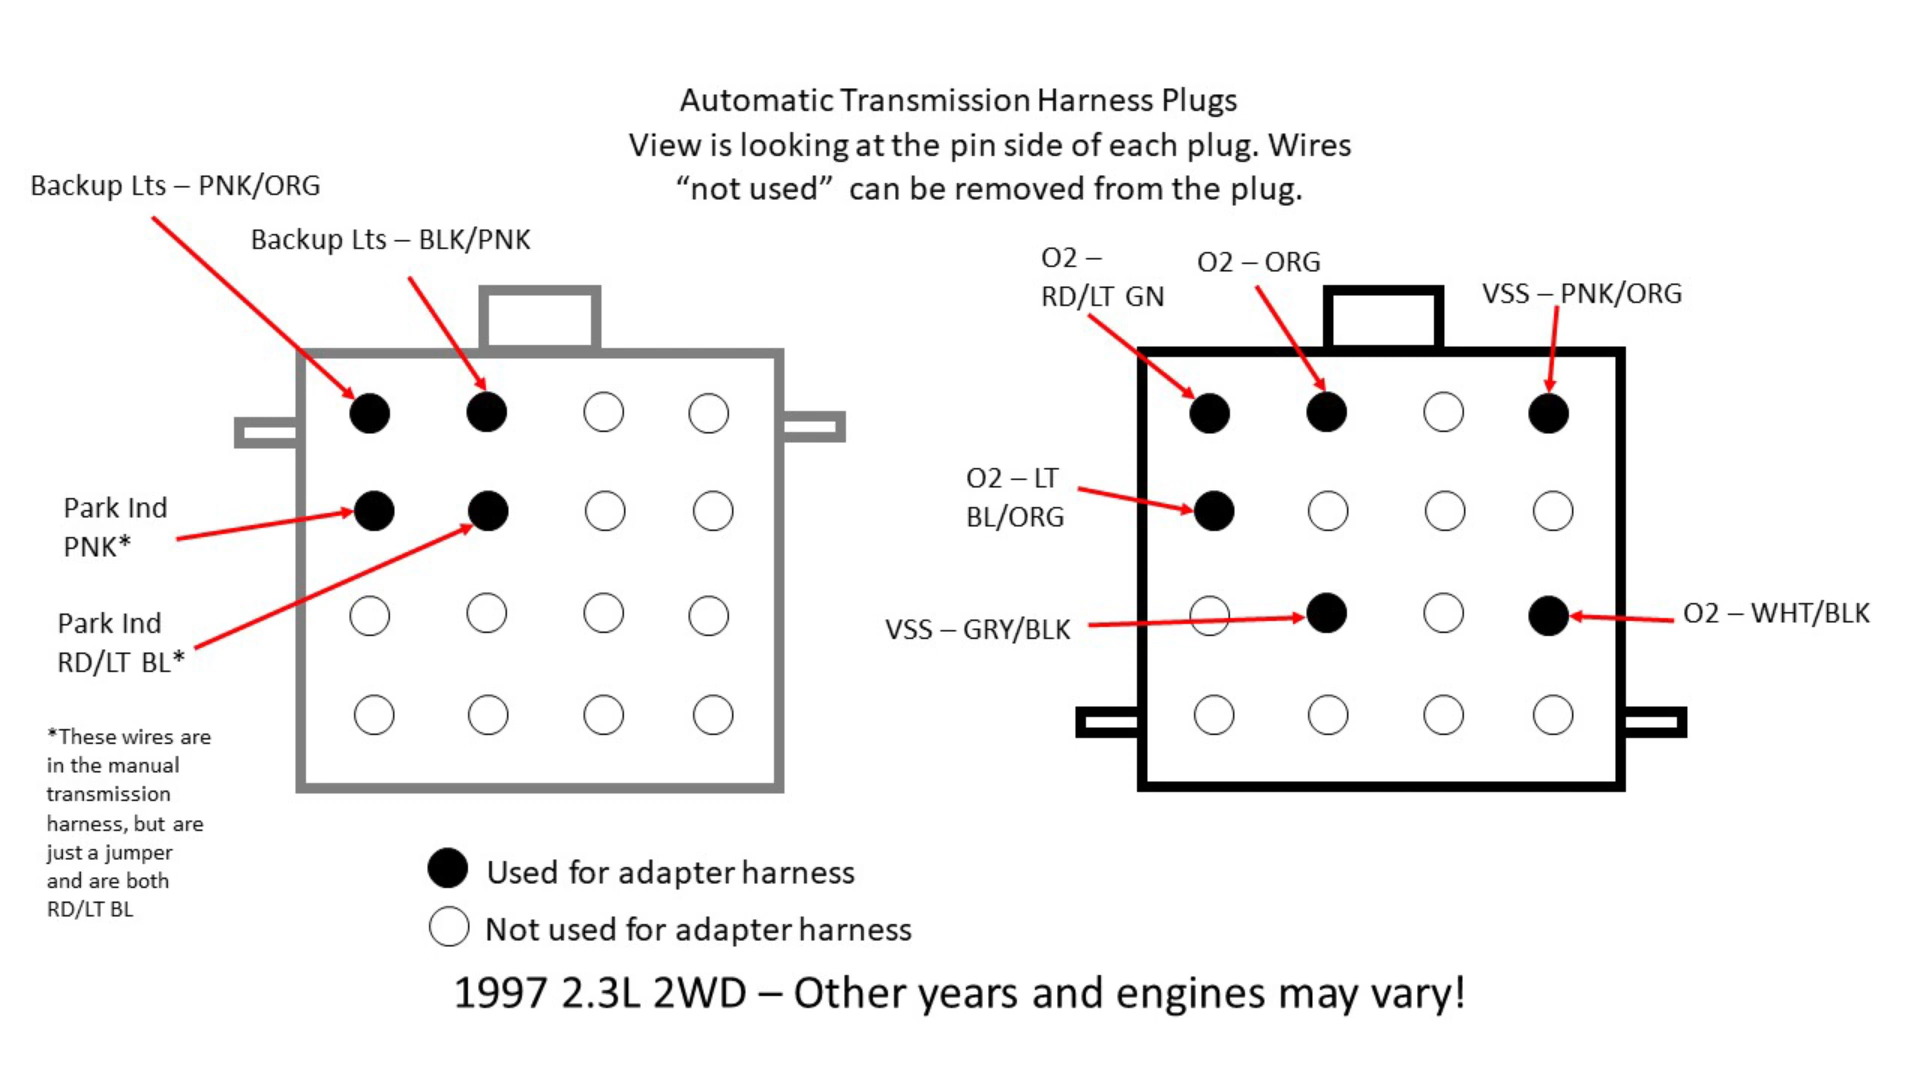 Automatic Transmission Harness Plugs
View is looking at the pin side of each plug. Wires
“not used” can be removed from the plug.
Backup Lts – PNK/ORG
Backup Lts – BLK/PNK
Park Ind
PNK*
Park Ind
RD/LT BL*
*These wires are
in the manual
transmission
harness, but are
just a jumper
and are both
RD/LT BL
O2 –
RD/LT GN
O2 – ORG
VSS – PNK/ORG
O2 – LT
BL/ORG
VSS – GRY/BLK
O2 – WHT/BLK
Used for adapter harness
Not used for adapter harness
1997 2.3L 2WD – Other years and engines may vary!